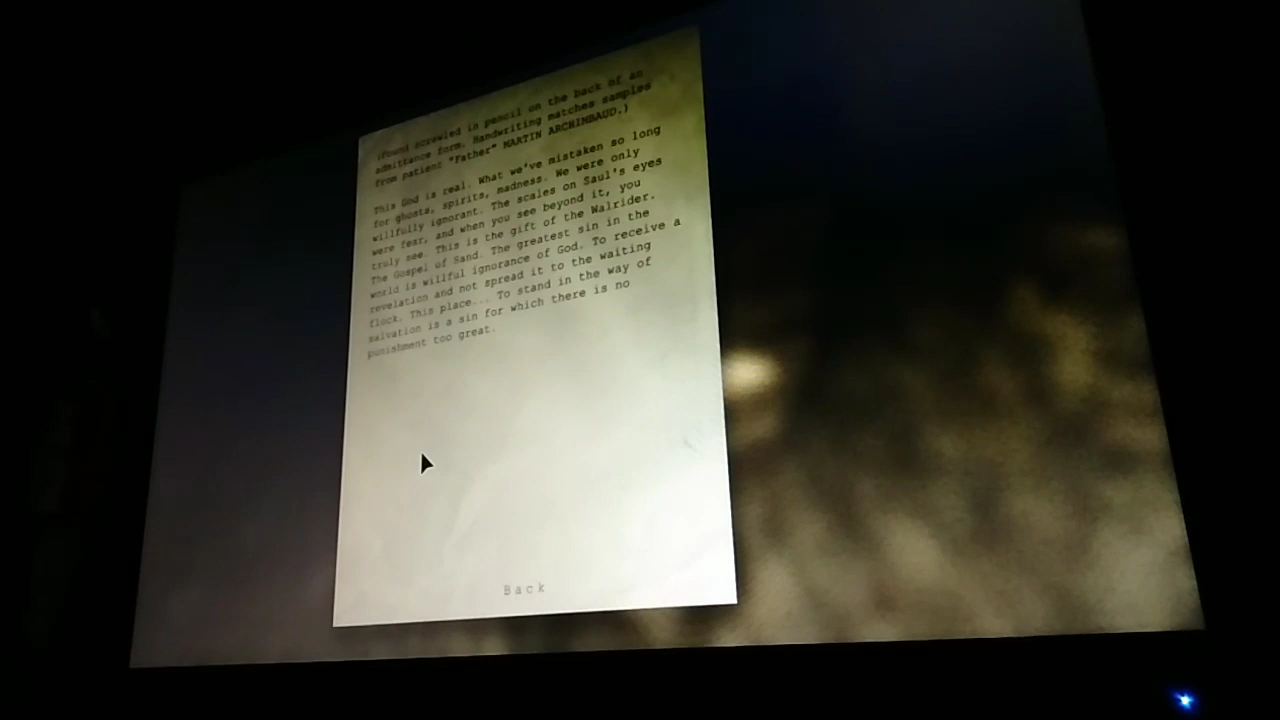 (Found scrawled in pencil on the back of an
admittance form. Handwriting matches samples
from patient "Father" MARTIN ARCHIMBAUD.)
This God is real. What we've mistaken so long
for ghosts, spirits, madness. We were only
willfully ignorant. The scales on Saul's eyes
were fear, and when you see beyond it, you
truly see. This is the gift of the Walrider.
The Gospel of Sand. The greatest sin in the
world is willful ignorance of God. To receive a
revelation and not spread it to the waiting
flock. This place... To stand in the way of
salvation is a sin for which there is no
punishment too great.
Back